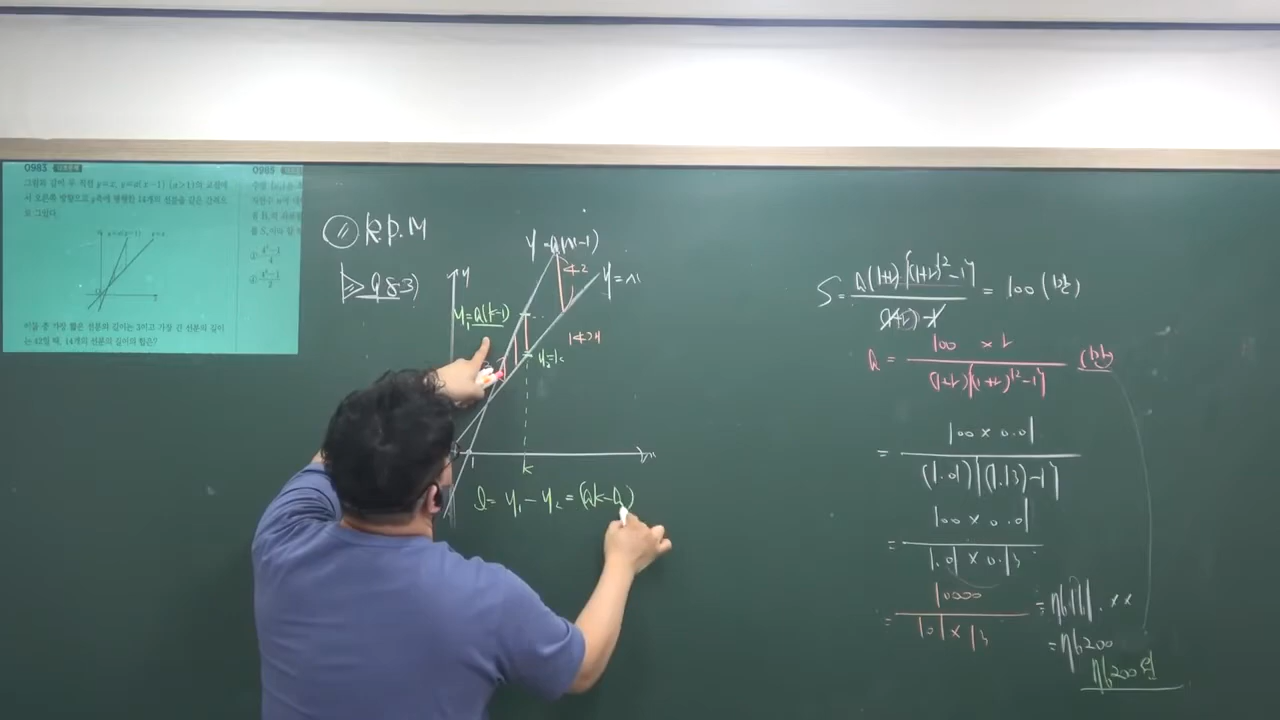 0983
그림과 같이 두 직선 y=x, y=a(x-1) (a>1)의 교점에
서 오른쪽 방향으로 y축에 평행한 14개의 선분을 같은 간격으
로 그었다.
y=a(x-1) y=x
이들 중 가장 짧은 선분의 길이는 3이고 가장 긴 선분의 길이
는 42일 때, 14개의 선분의 길이의 합은?
0985
R.P.M
983)
y
y=a(x-1)
42
y=x
y₁=a(k-1)
y₂=k
1
k
x
l= y₁ - y₂ = (ak-a)
S= a(1+r){(1+r)^12-1} / (1+r)-1 = 100 (만)
a = 100 × r / (1+r){(1+r)^12-1} (만)
= 100 × 0.01 / (1.01){(1.13)-1}
= 100 × 0.01 / 1.01 × 0.13
= 10000 / 101 × 13 = 76161.××
= 76200
76200원